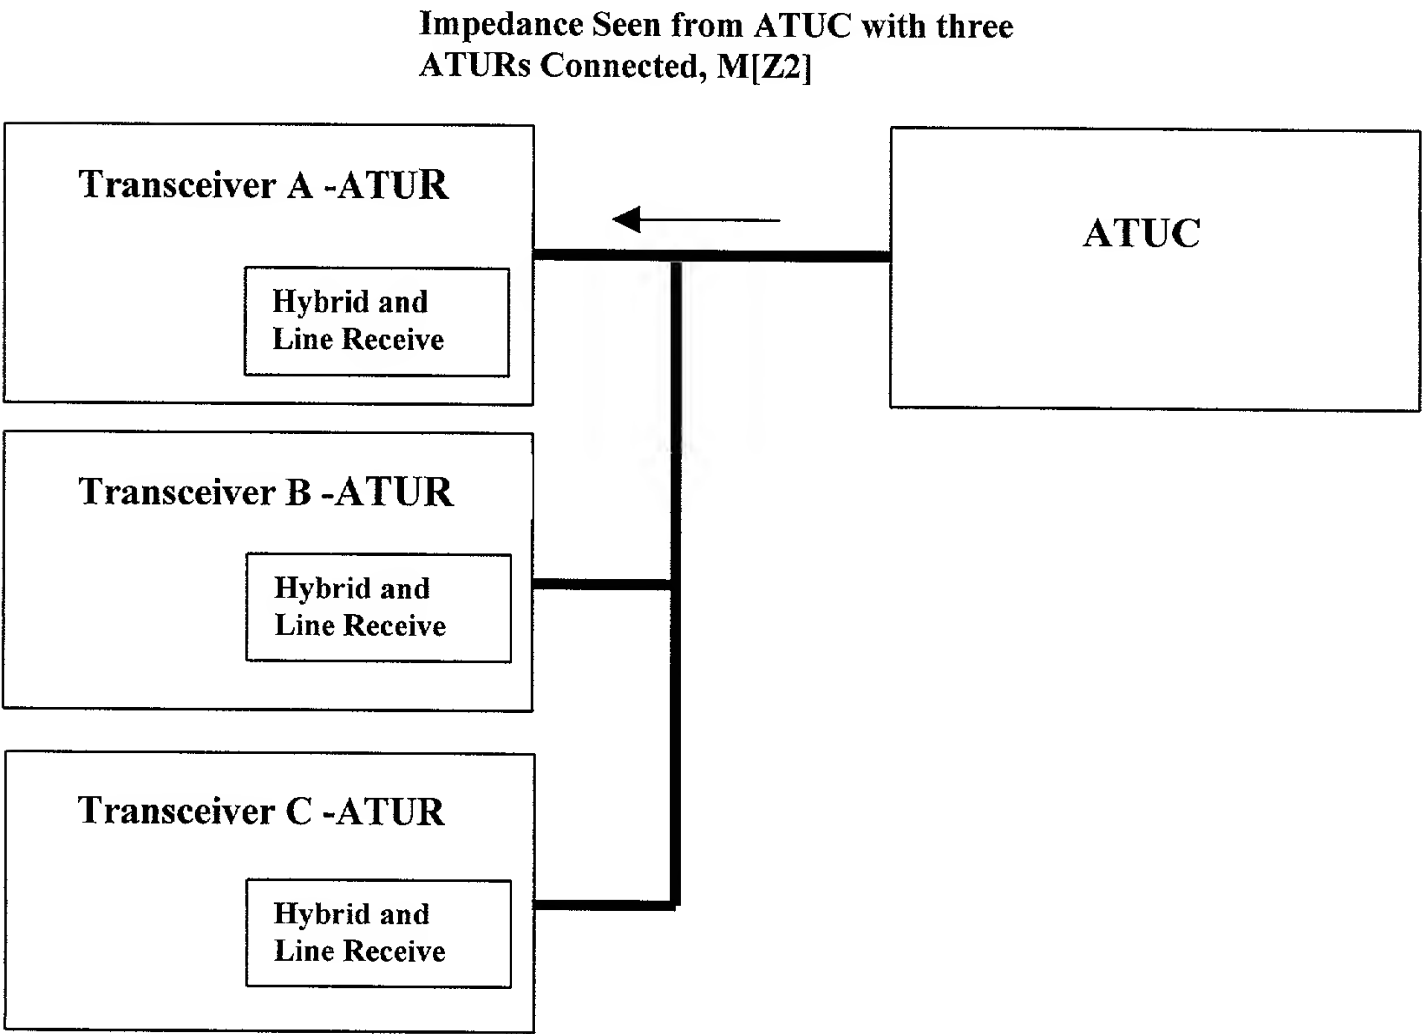 Impedance Seen from ATUC with three
ATURs Connected, M[Z2]
Transceiver A -ATUR
Hybrid and
Line Receive
ATUC
Transceiver B -ATUR
Hybrid and
Line Receive
Transceiver C -ATUR
Hybrid and
Line Receive